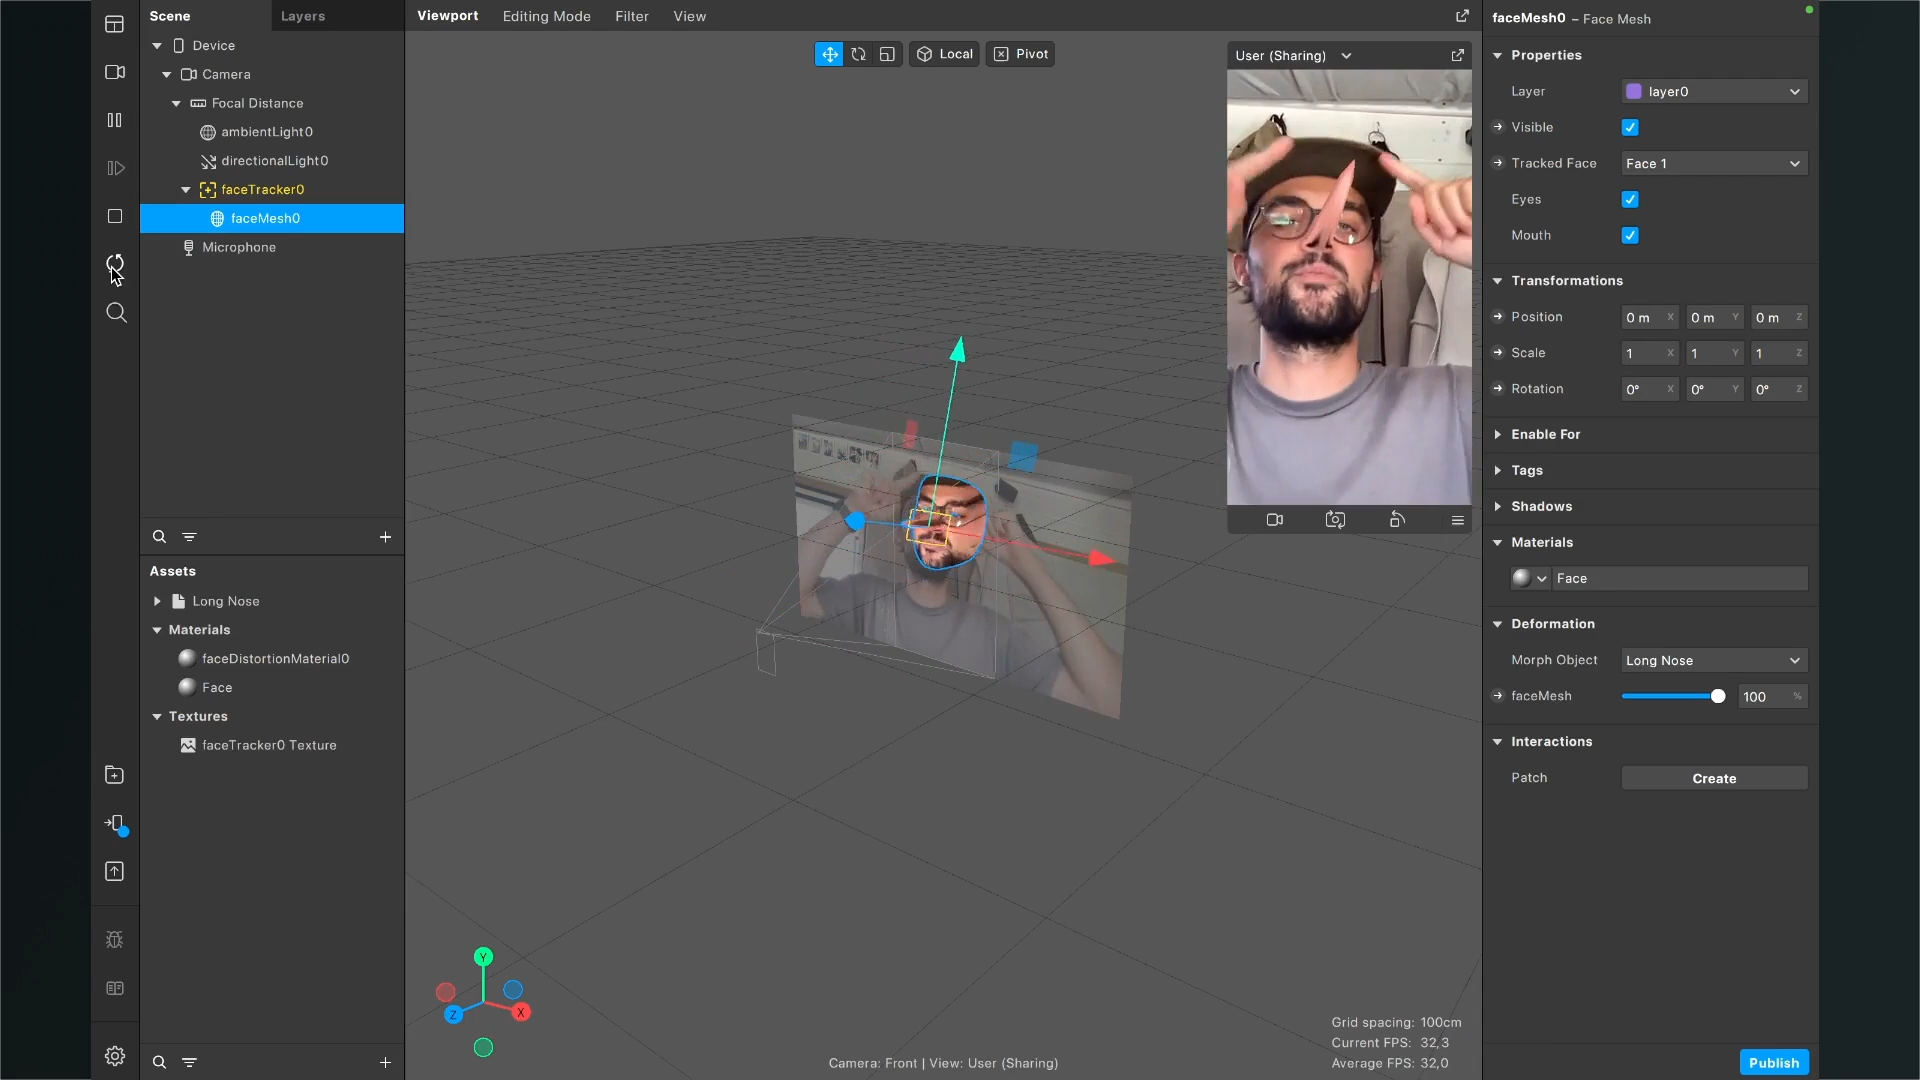 Scene
Layers
Device
Camera
Focal Distance
ambientLight0
directionalLight0
faceTracker0
faceMesh0
Microphone
Assets
Long Nose
Materials
faceDistortionMaterial0
Face
Textures
faceTracker0 Texture
Viewport
Editing Mode
Filter
View
Local
Pivot
User (Sharing)
Y
Z
X
Camera: Front | View: User (Sharing)
Grid spacing: 100cm
Current FPS: 32,3
Average FPS: 32,0
faceMesh0 – Face Mesh
Properties
Layer layer0
Visible
Tracked Face Face 1
Eyes
Mouth
Transformations
Position 0 m X 0 m Y 0 m Z
Scale 1 X 1 Y 1 Z
Rotation 0° X 0° Y 0° Z
Enable For
Tags
Shadows
Materials
Face
Deformation
Morph Object Long Nose
faceMesh 100 %
Interactions
Patch Create
Publish